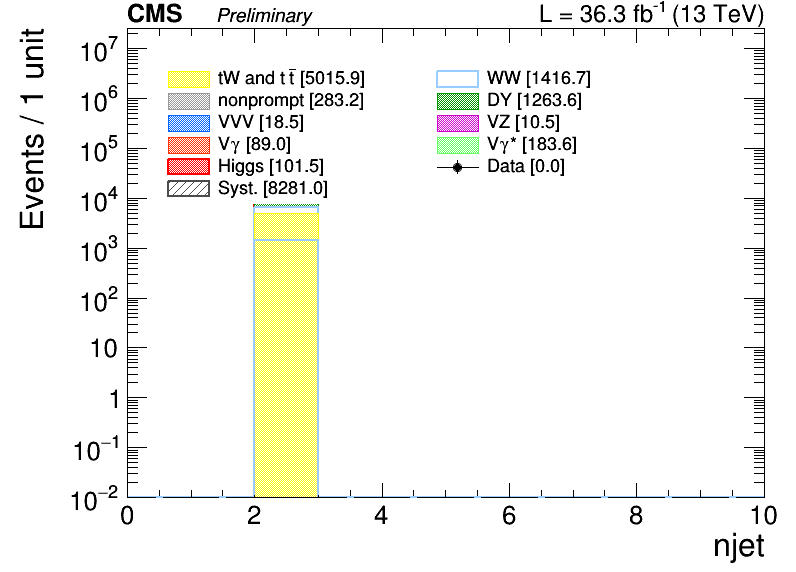 CMS Preliminary L = 36.3 fb⁻¹ (13 TeV)
Events / 1 unit
10⁷
10⁶
10⁵
10⁴
10³
10²
10
1
10⁻¹
10⁻²
tW and tt̄ [5015.9]
nonprompt [283.2]
VVV [18.5]
Vγ [89.0]
Higgs [101.5]
Syst. [8281.0]
WW [1416.7]
DY [1263.6]
VZ [10.5]
Vγ* [183.6]
Data [0.0]
0 2 4 6 8 10
njet